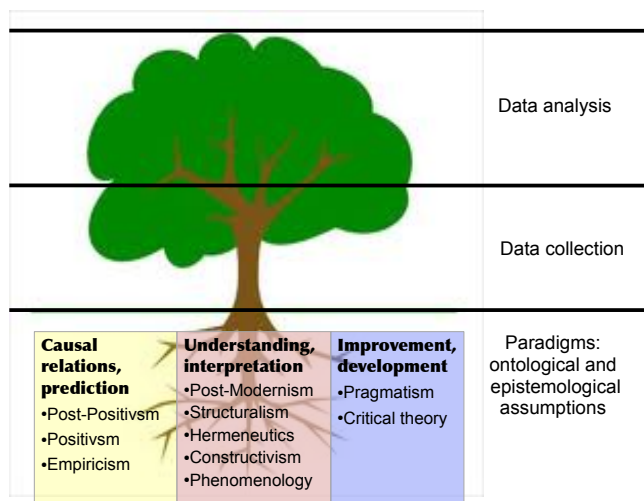 Data analysis
Data collection
Causal
relations,
prediction
•Post-Positivsm
•Positivsm
•Empiricism
Understanding,
interpretation
•Post-Modernism
•Structuralism
•Hermeneutics
•Constructivism
•Phenomenology
Improvement,
development
•Pragmatism
•Critical theory
Paradigms:
ontological and
epistemological
assumptions